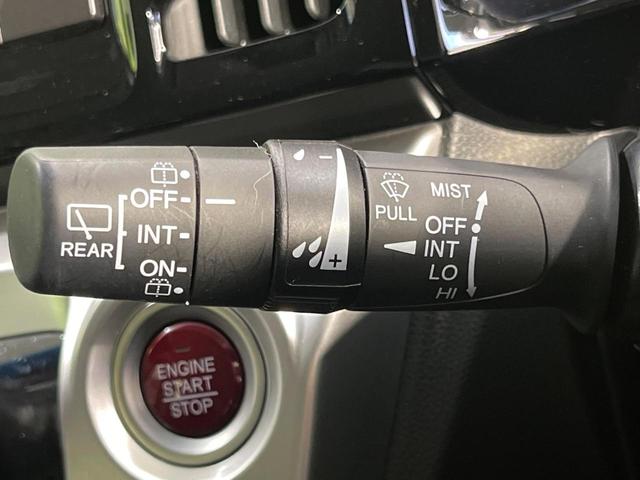 OFF
INT
REAR
ON
PULL
MIST
OFF
INT
LO
HI
ENGINE
START
STOP